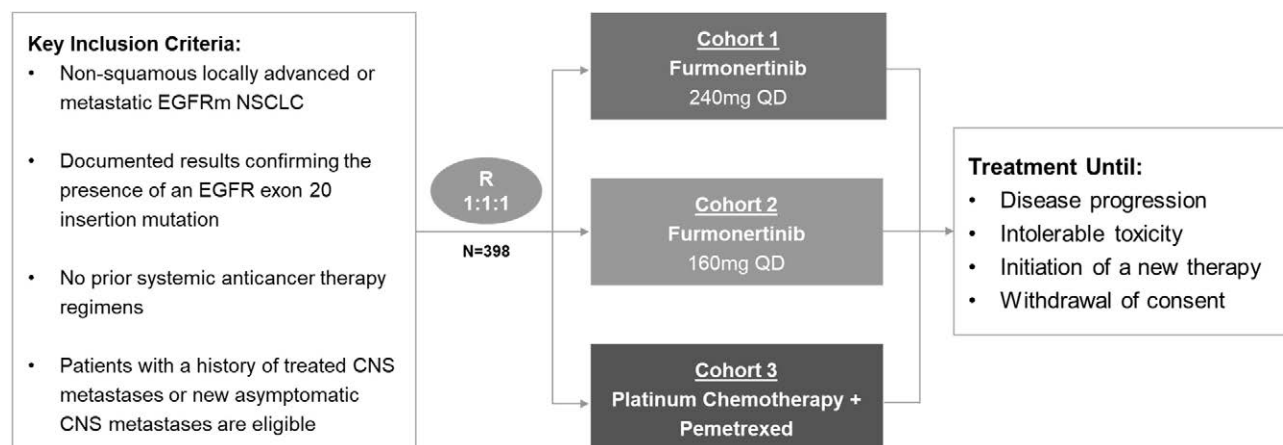 Key Inclusion Criteria:
• Non-squamous locally advanced or
metastatic EGFRm NSCLC
• Documented results confirming the
presence of an EGFR exon 20
insertion mutation
• No prior systemic anticancer therapy
regimens
• Patients with a history of treated CNS
metastases or new asymptomatic
CNS metastases are eligible
R
1:1:1
N=398
Cohort 1
Furmonertinib
240mg QD
Cohort 2
Furmonertinib
160mg QD
Cohort 3
Platinum Chemotherapy +
Pemetrexed
Treatment Until:
• Disease progression
• Intolerable toxicity
• Initiation of a new therapy
• Withdrawal of consent